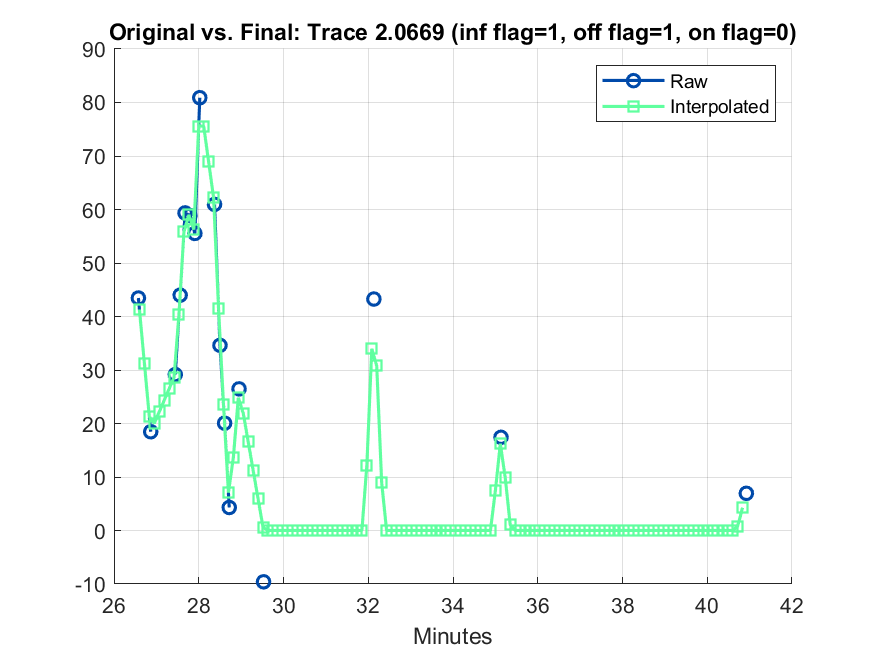 Original vs. Final: Trace 2.0669 (inf flag=1, off flag=1, on flag=0)
90
80
70
60
50
40
30
20
10
0
-10
Raw
Interpolated
26 28 30 32 34 36 38 40 42
Minutes